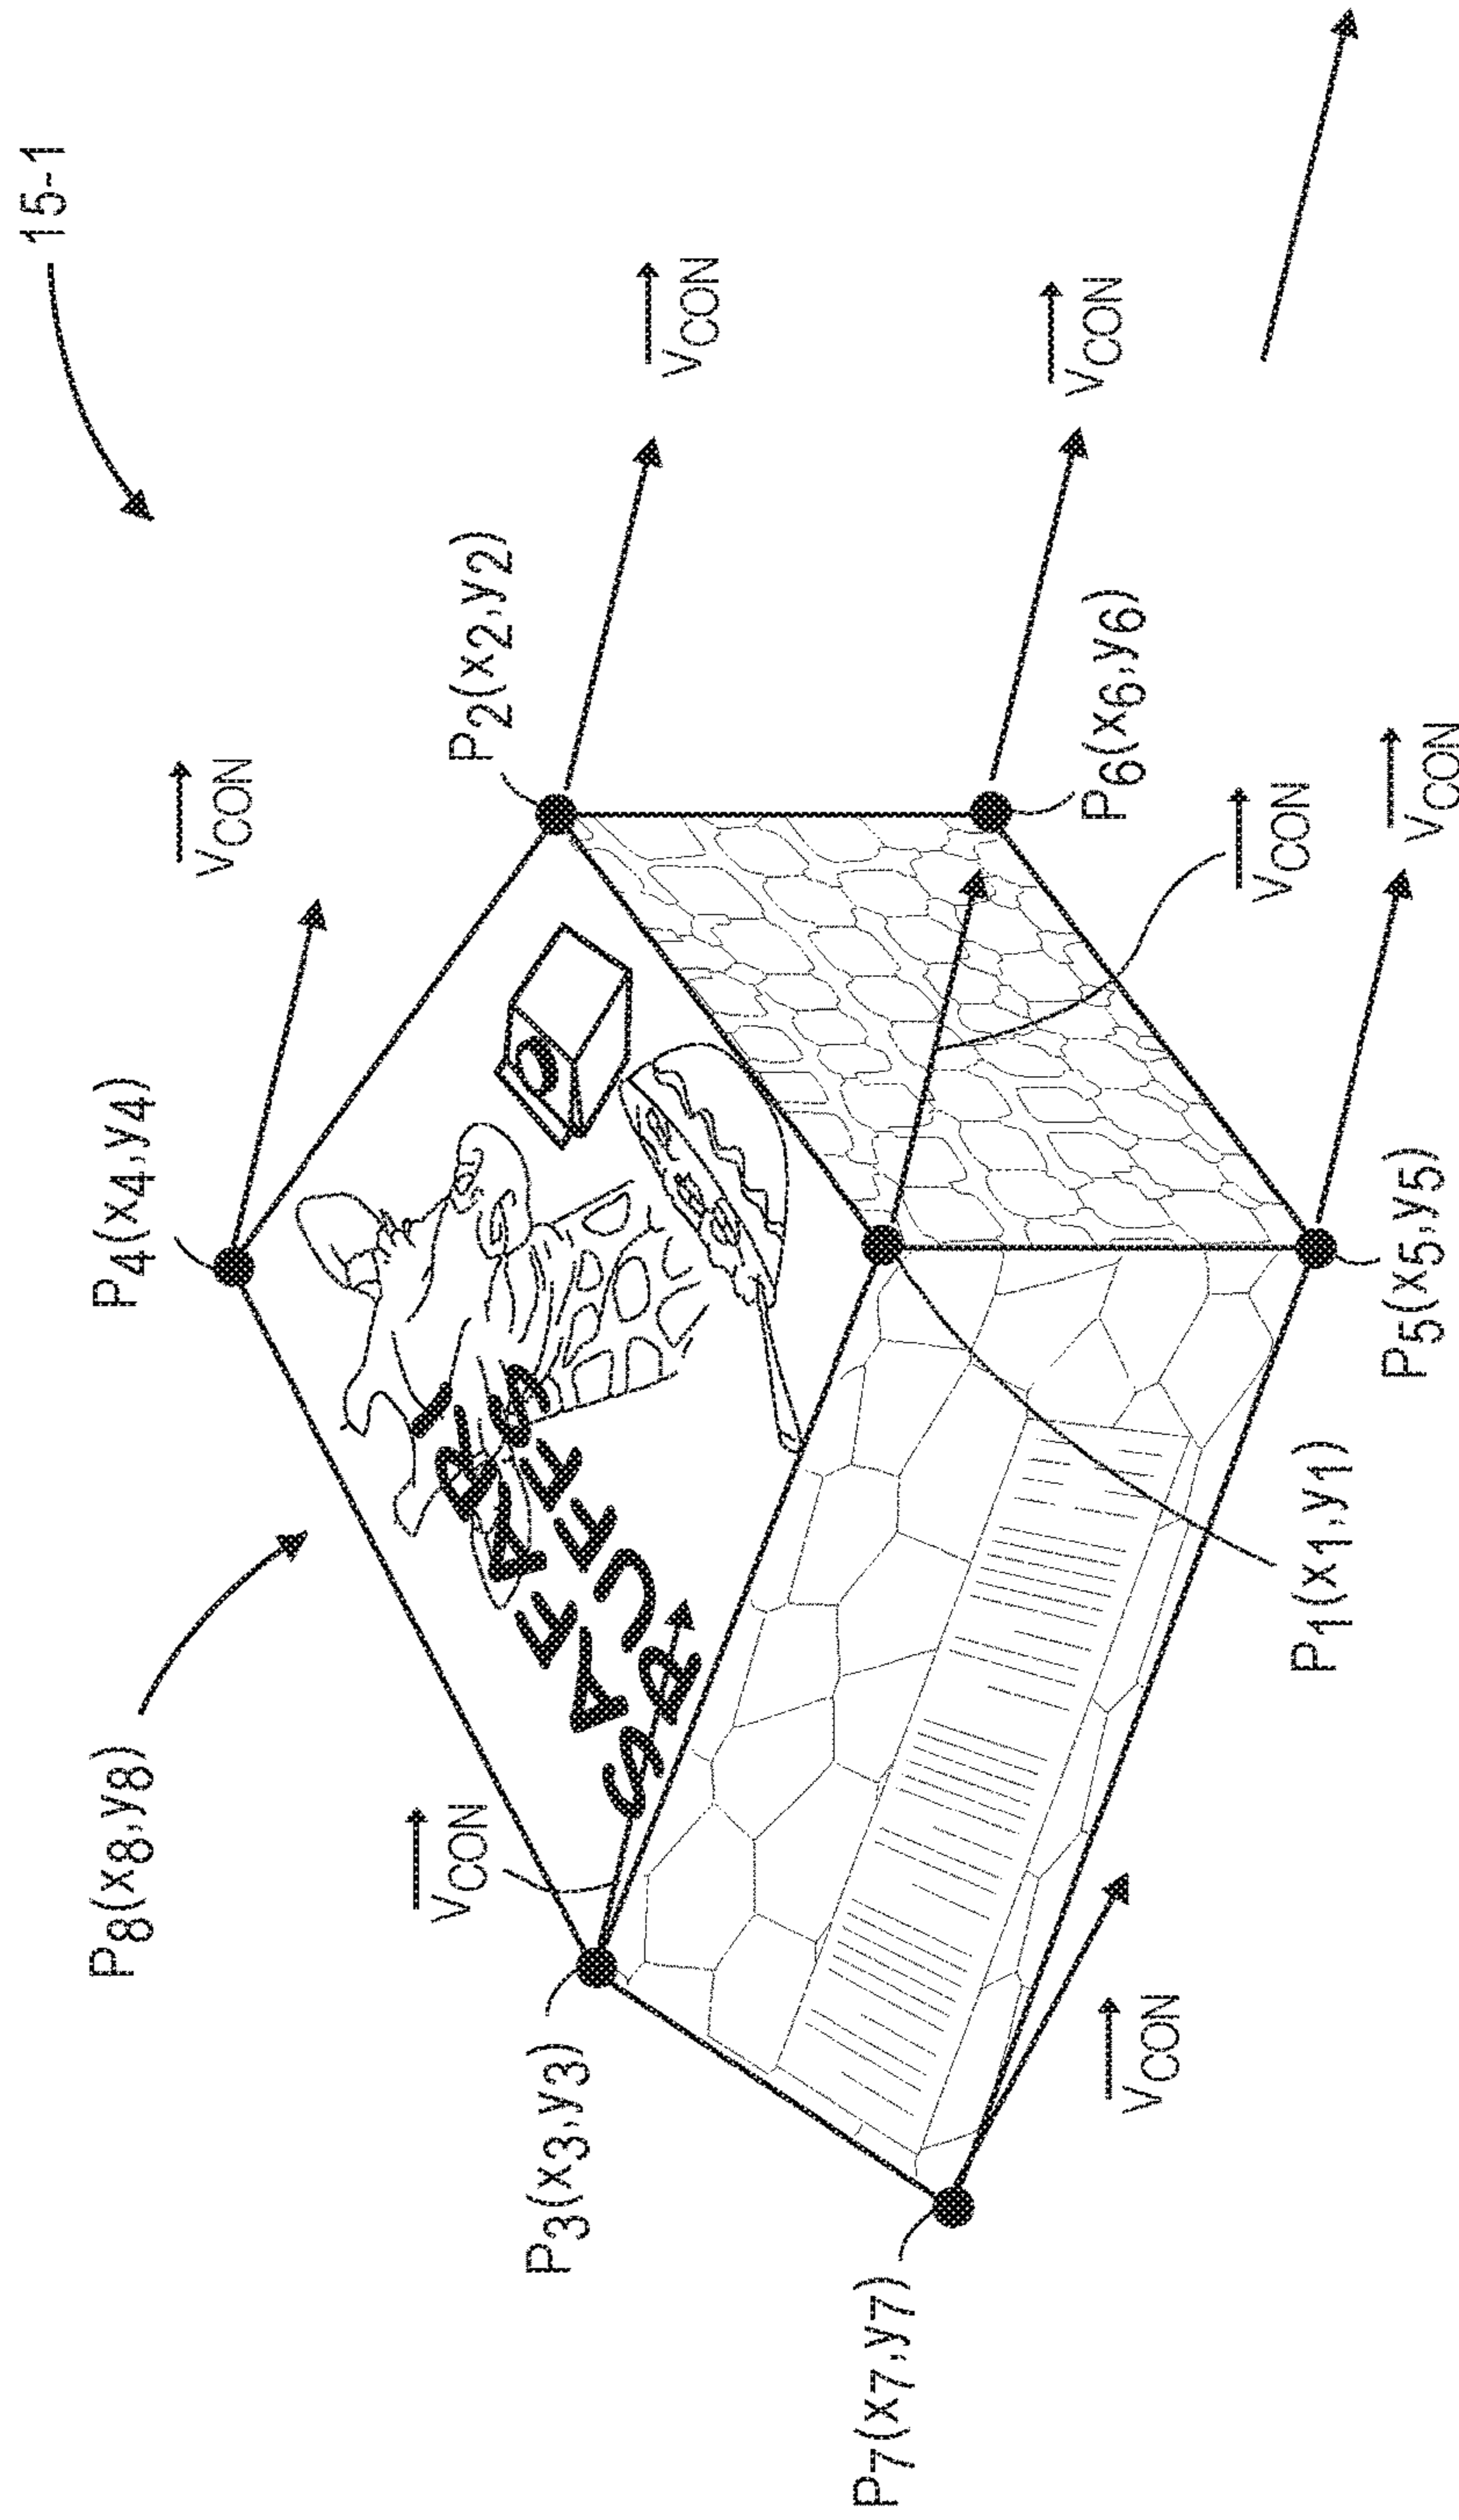 15-1
P8(x8,y8)
P4(x4,y4)
VCON
VCON
P2(x2,y2)
P3(x3,y3)
VCON
P7(x7,y7)
VCON
P6(x6,y6)
VCON
VCON
P1(x1,y1)
P5(x5,y5)
VCON